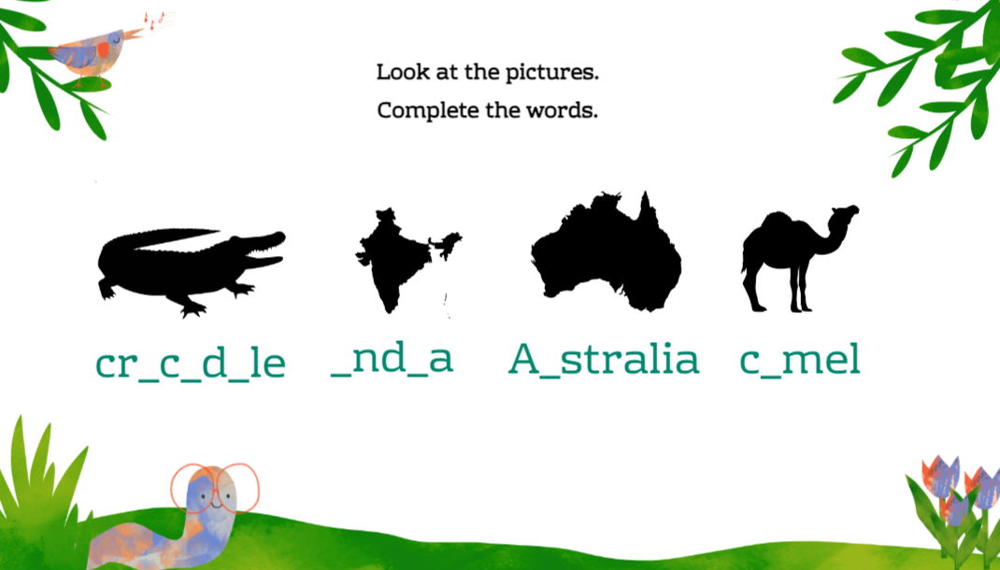 Look at the pictures.
Complete the words.
cr_c_d_le _nd_a A_stralia c_mel